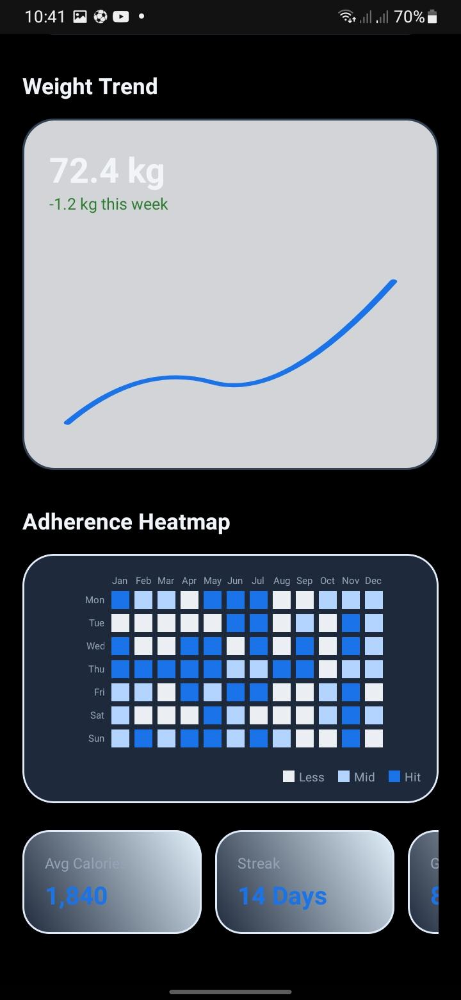 10:41 70%
Weight Trend
72.4 kg
-1.2 kg this week
Adherence Heatmap
Jan Feb Mar Apr May Jun Jul Aug Sep Oct Nov Dec
Mon
Tue
Wed
Thu
Fri
Sat
Sun
Less Mid Hit
Avg Calories Streak
1,840 14 Days